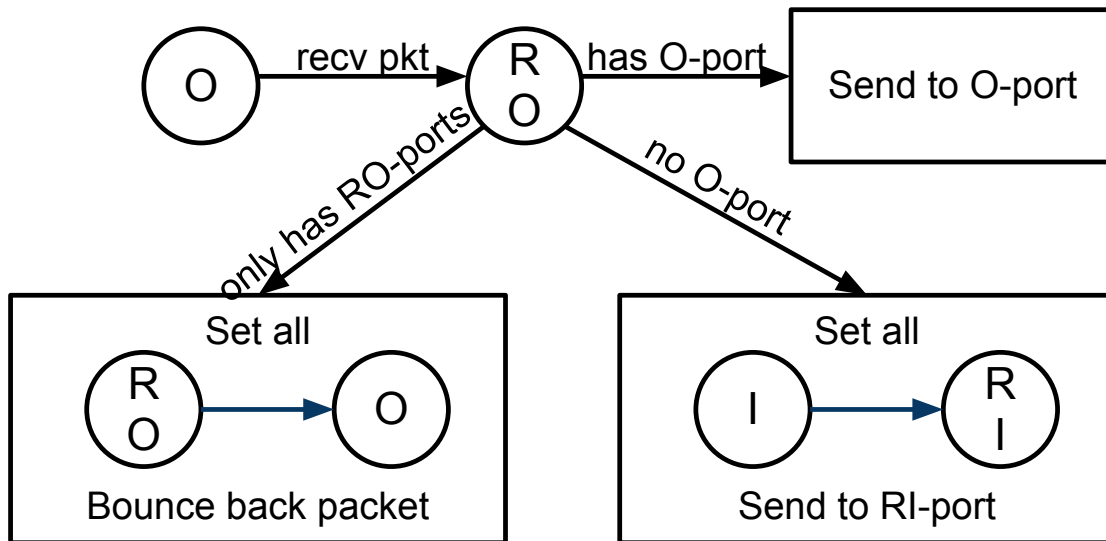 O
recv pkt
R
O
has O-port
Send to O-port
only has RO-ports
no O-port
Set all
R
O
O
Bounce back packet
Set all
I
R
I
Send to RI-port